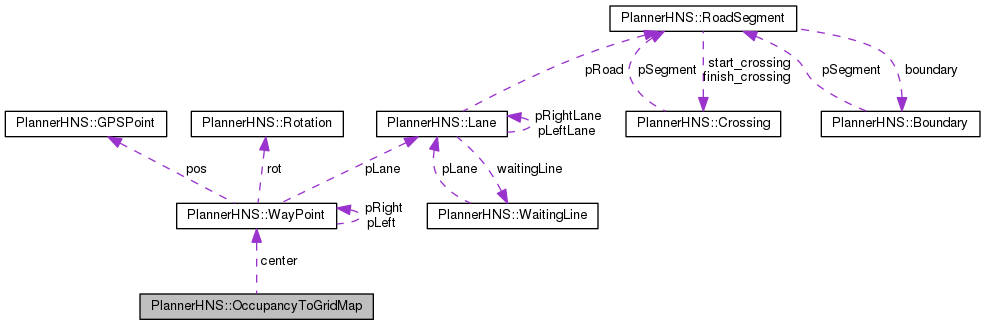 PlannerHNS::RoadSegment
pRoad
pSegment
start_crossing
finish_crossing
pSegment
boundary
PlannerHNS::GPSPoint
PlannerHNS::Rotation
PlannerHNS::Lane
pRightLane
pLeftLane
PlannerHNS::Crossing
PlannerHNS::Boundary
pos
rot
pLane
pLane
waitingLine
PlannerHNS::WayPoint
pRight
pLeft
PlannerHNS::WaitingLine
center
PlannerHNS::OccupancyToGridMap